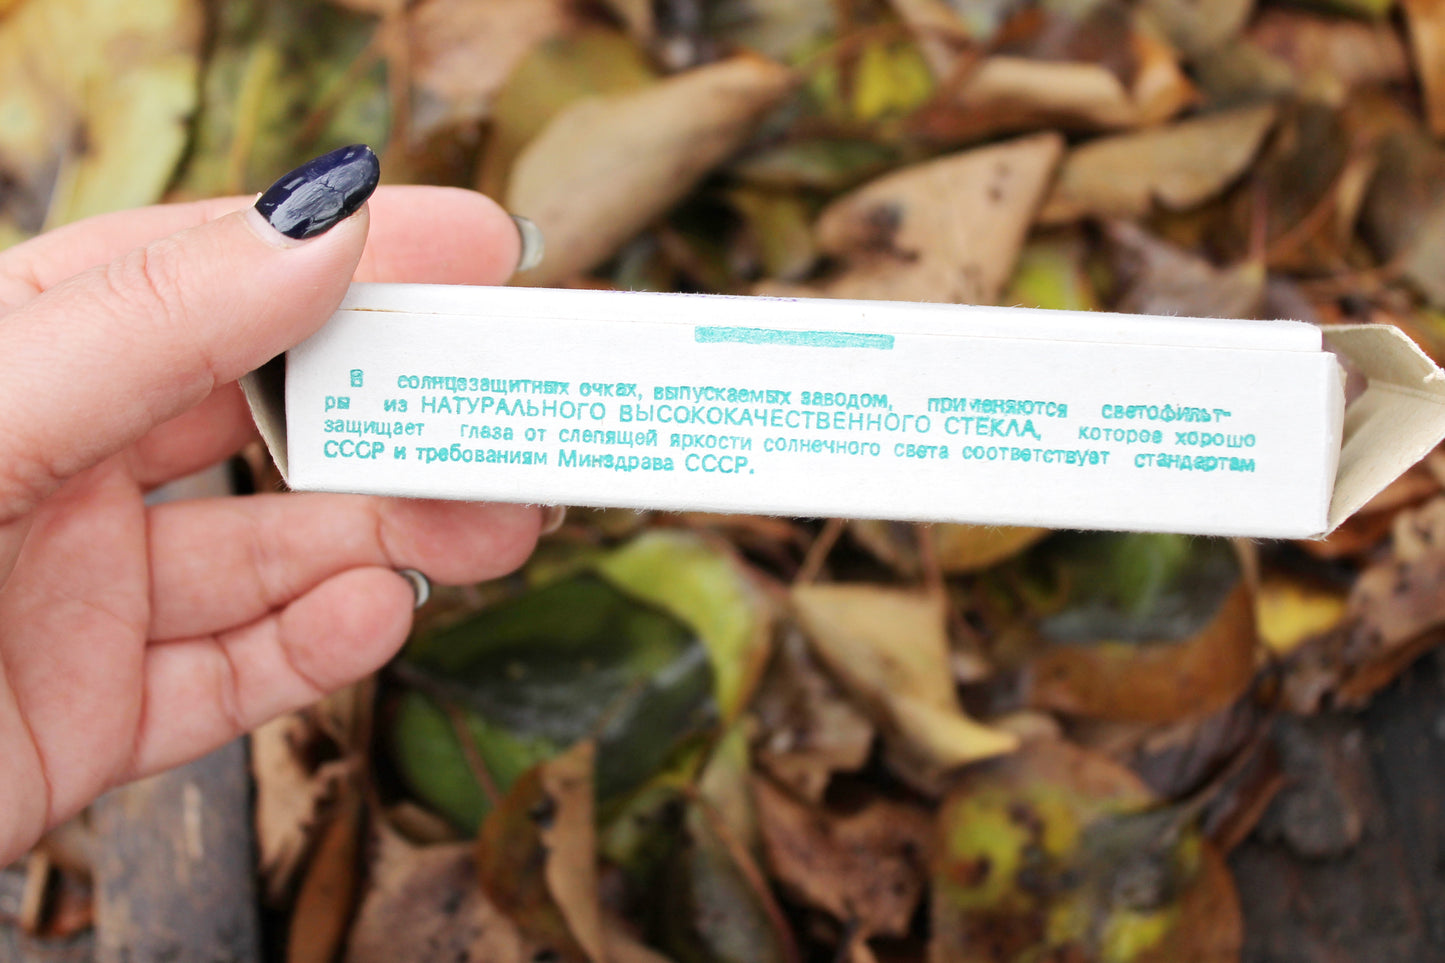 В солнцезащитных очках, выпускаемых заводом, применяются светофильт-
ры из НАТУРАЛЬНОГО ВЫСОКОКАЧЕСТВЕННОГО СТЕКЛА, которое хорошо
защищает глаза от слепящей яркости солнечного света соответствует стандартам
СССР и требованиям Минздрава СССР.